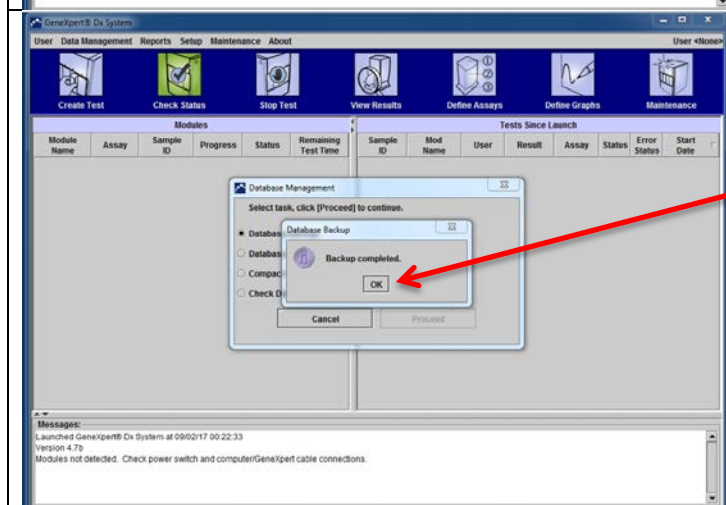 GeneXpert® Dx System
User Data Management Reports Setup Maintenance About User <None>
Create Test Check Status Stop Test View Results Define Assays Define Graphs Maintenance
1
2
3
Modules Tests Since Launch
Module Name Assay Sample ID Progress Status Remaining Test Time Sample ID Mod Name User Result Assay Status Error Status Start Date
Database Management
Select task, click [Proceed] to continue.
Database Backup
Backup completed.
OK
Cancel Proceed
Messages:
Launched GeneXpert® Dx System at 09/02/17 00:22:33
Version 4.7b
Modules not detected. Check power switch and computer/GeneXpert cable connections.